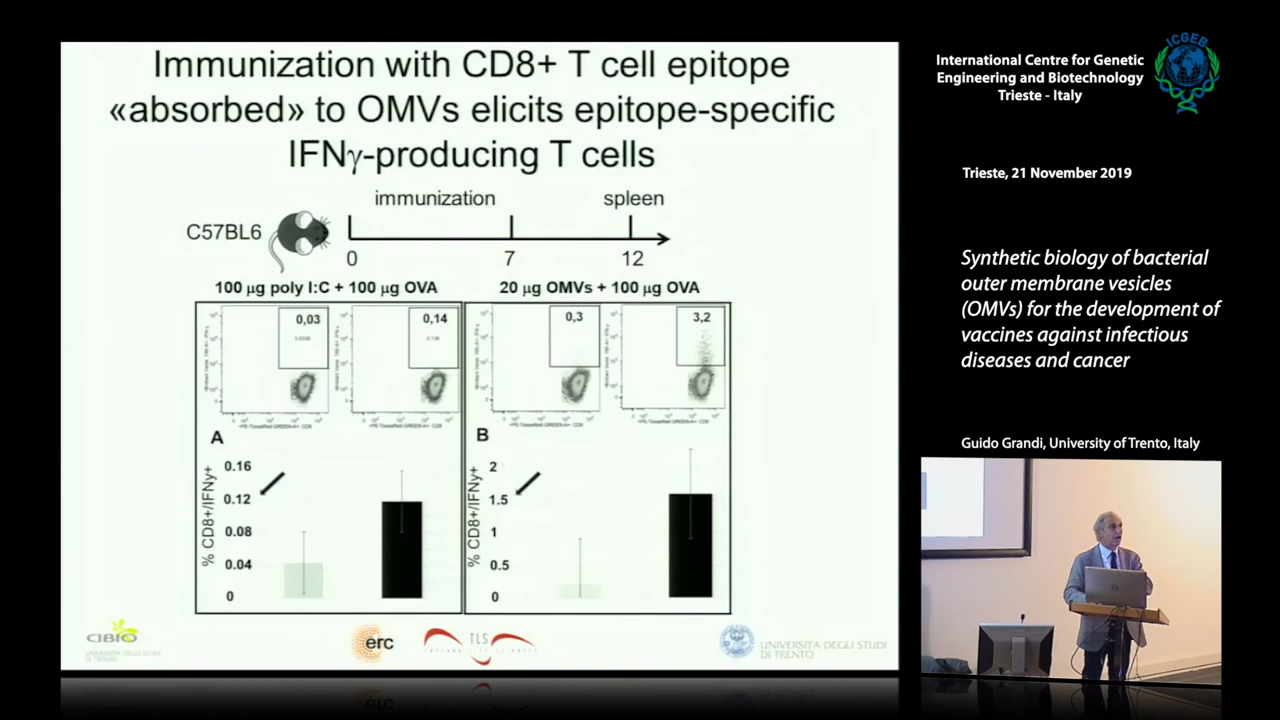 Immunization with CD8+ T cell epitope
«absorbed» to OMVs elicits epitope-specific
IFNγ-producing T cells
immunization
spleen
C57BL6
0
7
12
100 μg poly I:C + 100 μg OVA
20 μg OMVs + 100 μg OVA
0,03
0,14
0,3
3,2
A
% CD8+/IFNγ+
0.16
0.12
0.08
0.04
0
B
% CD8+/IFNγ+
2
1.5
1
0.5
0
CIBIO
UNIVERSITÀ DEGLI STUDI
DI TRENTO
erc
TLS
UNIVERSITÀ DEGLI STUDI
DI TRENTO
International Centre for Genetic
Engineering and Biotechnology
Trieste - Italy
ICGEB
Trieste, 21 November 2019
Synthetic biology of bacterial
outer membrane vesicles
(OMVs) for the development of
vaccines against infectious
diseases and cancer
Guido Grandi, University of Trento, Italy